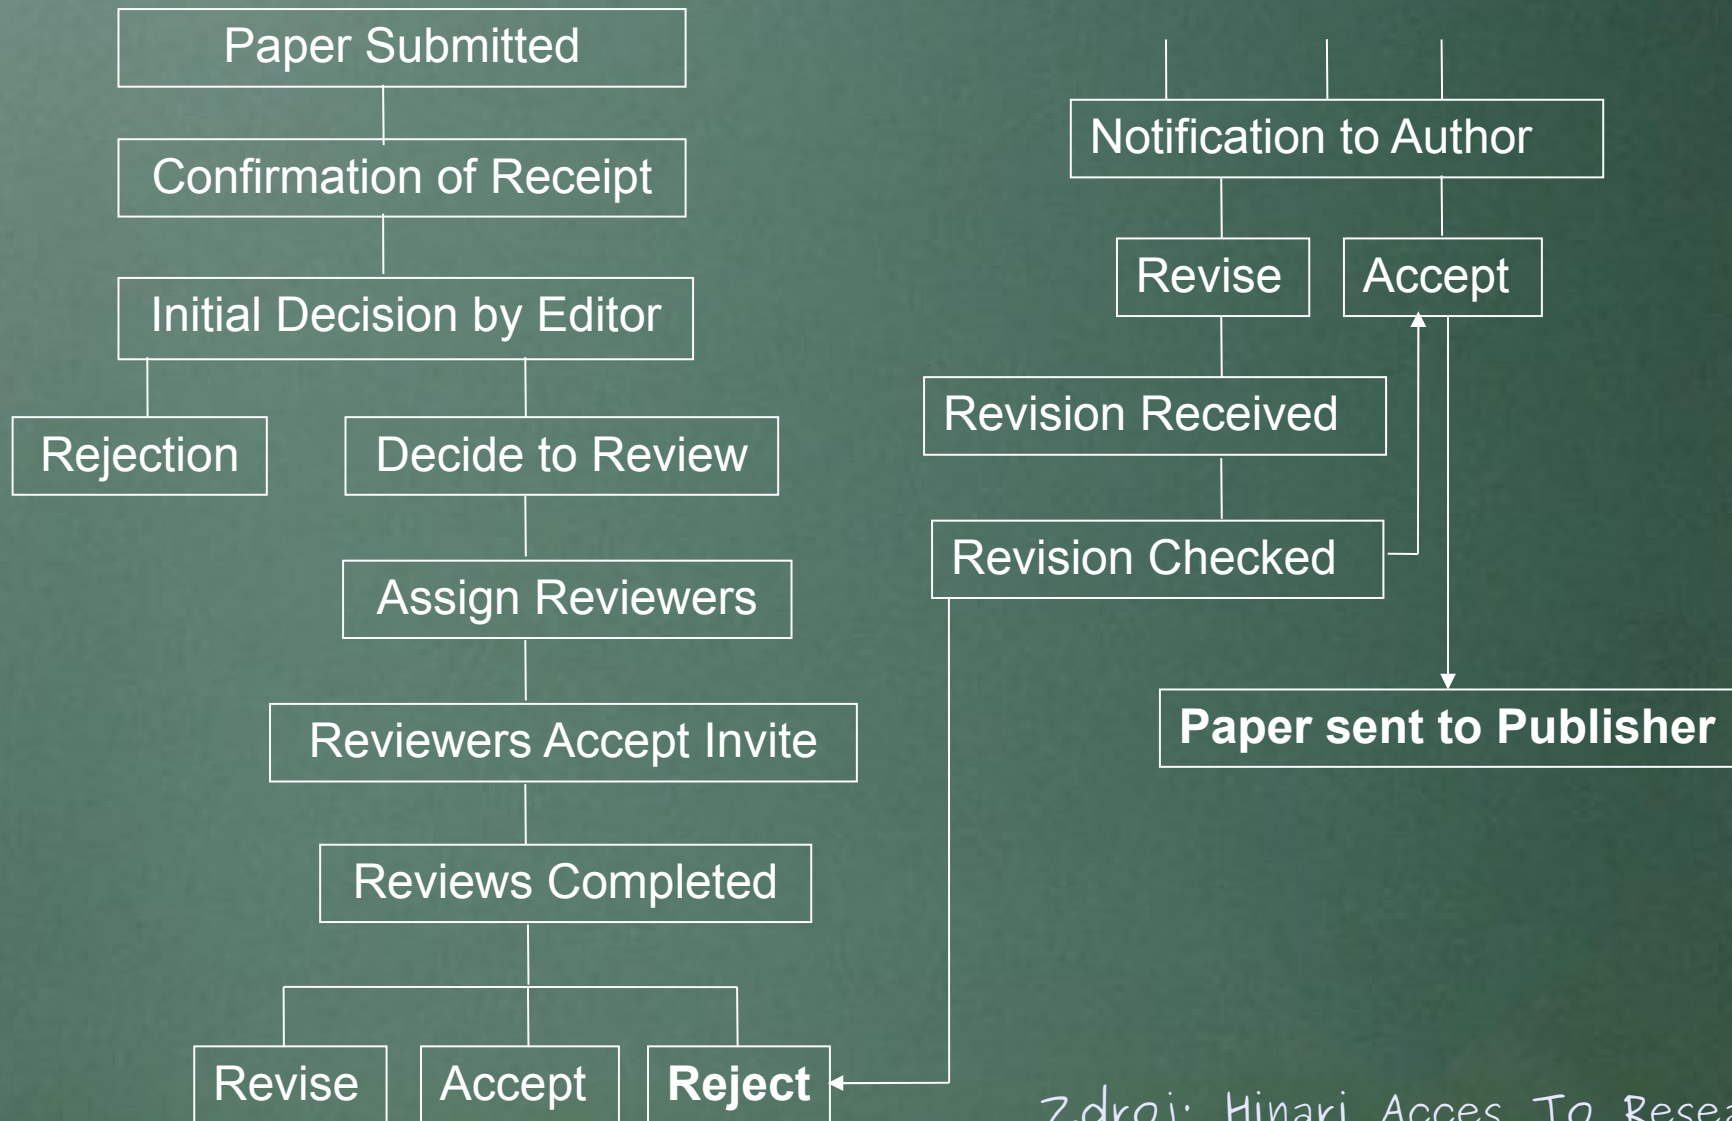 Paper Submitted
Confirmation of Receipt
Initial Decision by Editor
Rejection
Decide to Review
Assign Reviewers
Reviewers Accept Invite
Reviews Completed
Revise
Accept
Reject
Notification to Author
Revise
Accept
Revision Received
Revision Checked
Paper sent to Publisher
Zdroj: Hinari Acces To